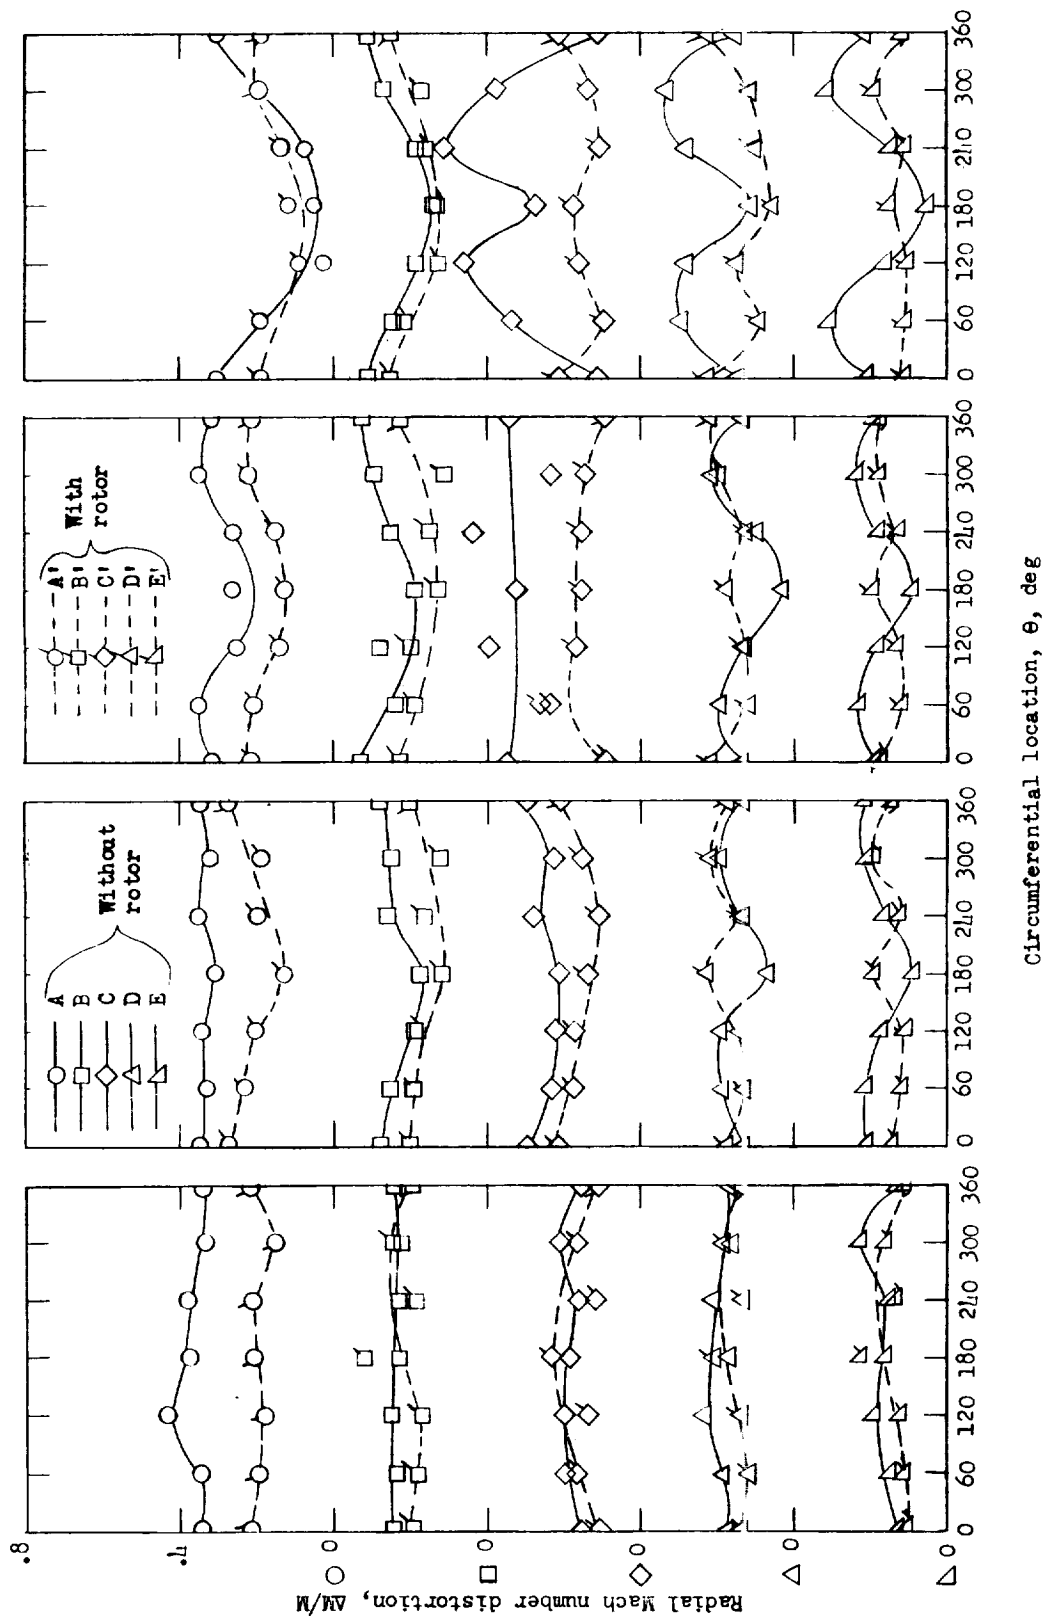 Without rotor
A
B
C
D
E
With rotor
A'
B'
C'
D'
E'
Radial Mach number distortion, ΔM/M
.8
.4
0
0
0
0
0
0 60 120 180 240 300 360
0 60 120 180 240 300 360
0 60 120 180 240 300 360
0 60 120 180 240 300 360
Circumferential location, θ, deg